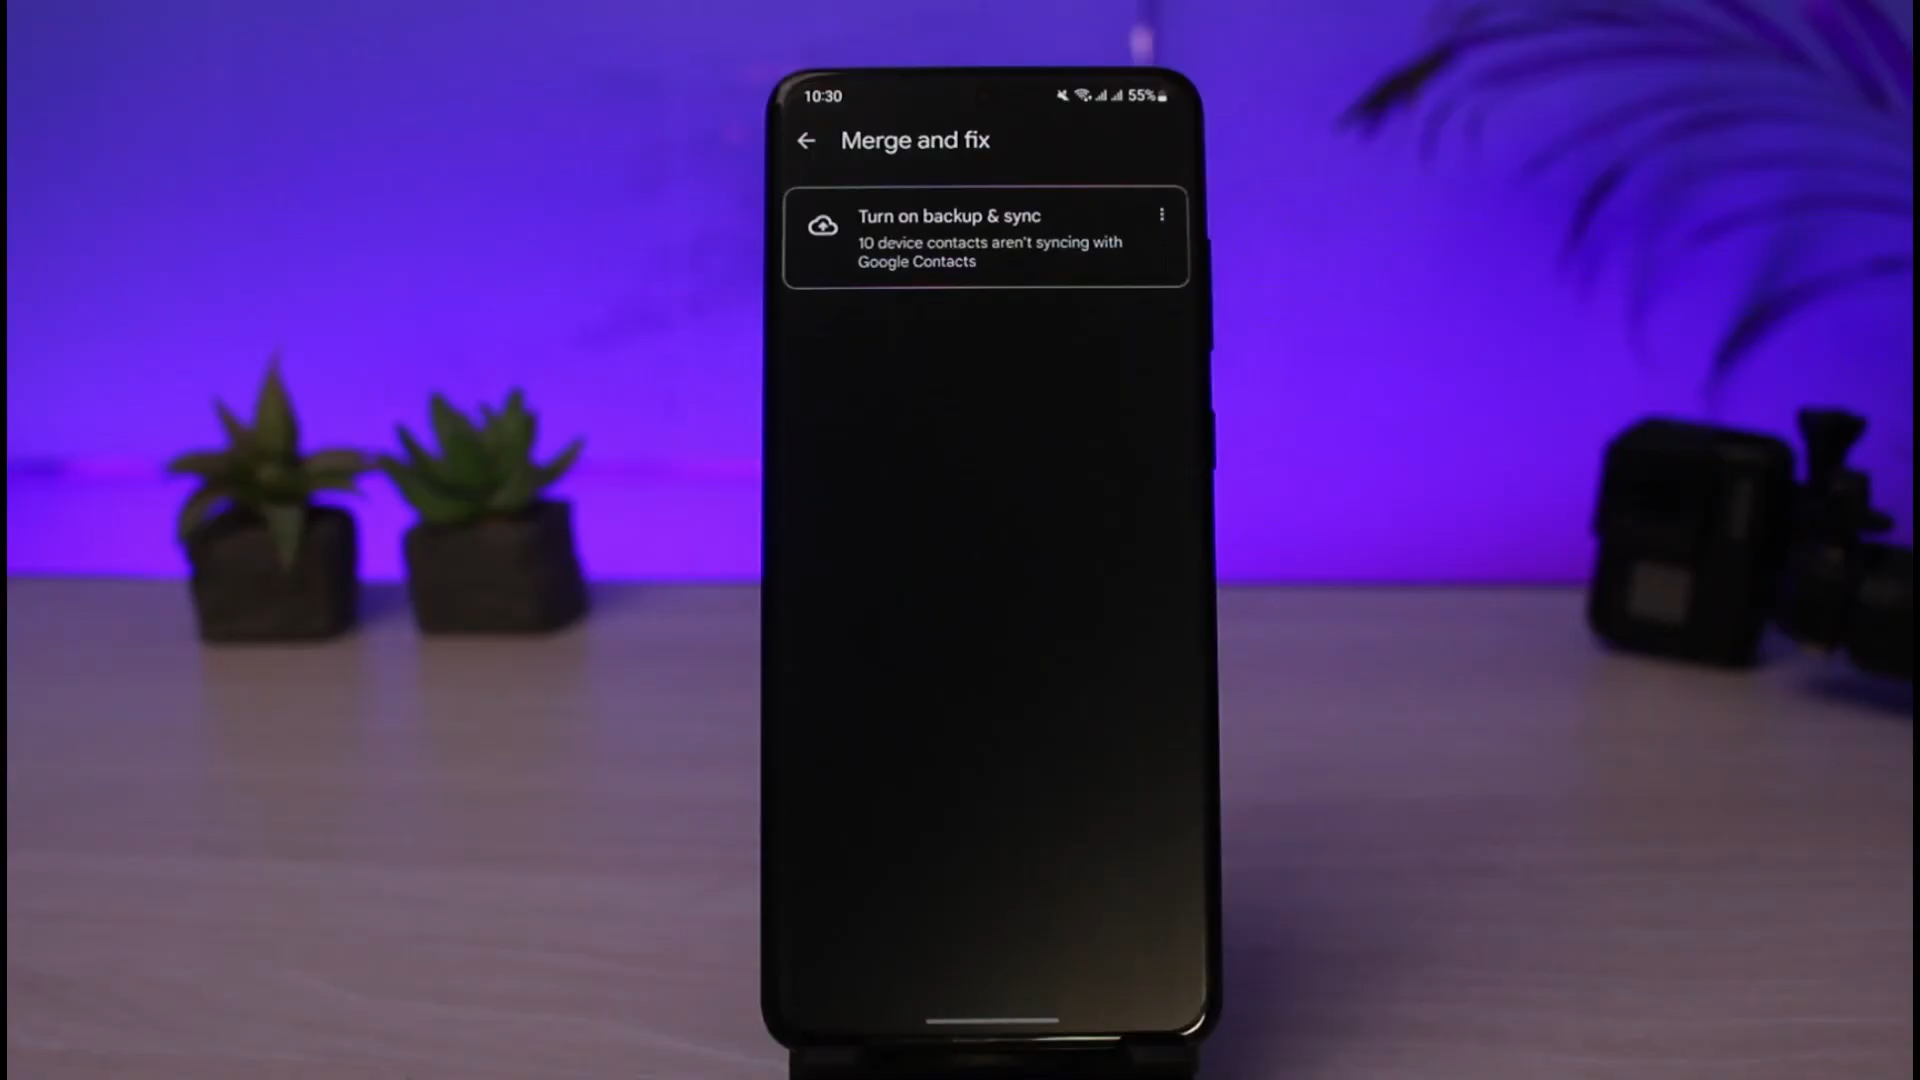 10:30
55%
Merge and fix
Turn on backup & sync
10 device contacts aren't syncing with
Google Contacts